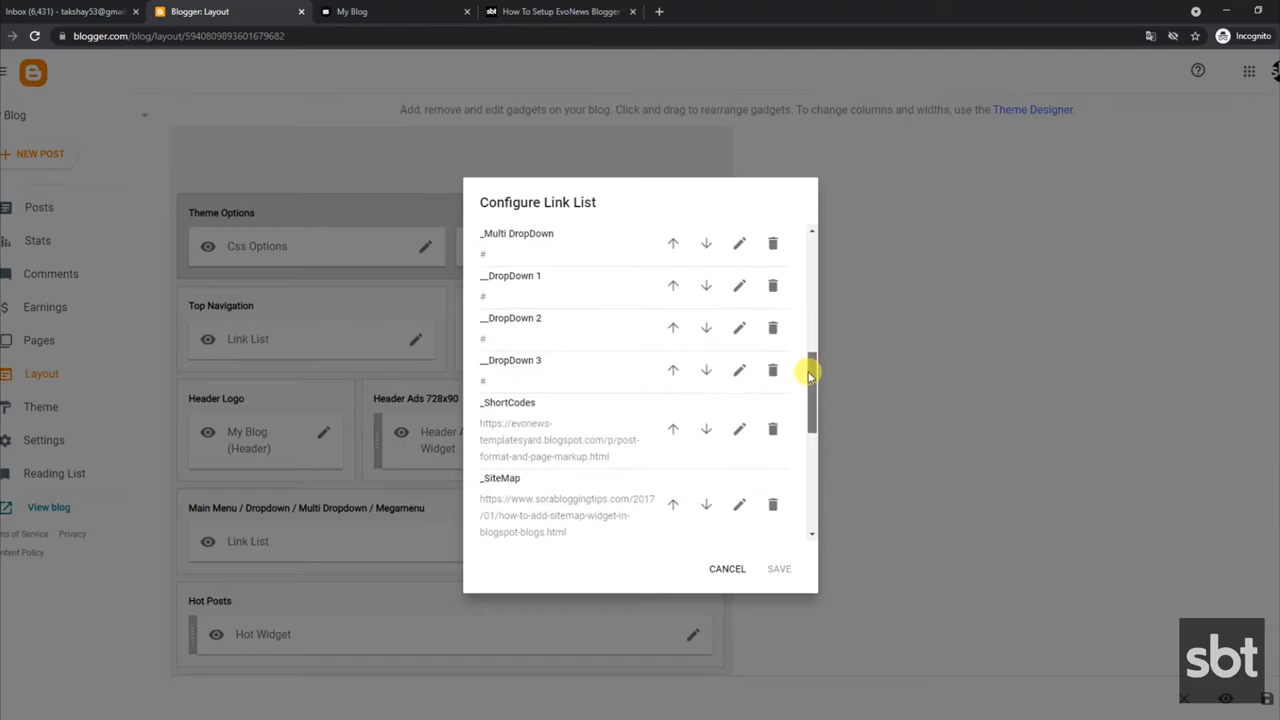 Inbox (6,431) - takshay53@gmail
Blogger: Layout
My Blog
How To Setup EvoNews Blogger
blogger.com/blog/layout/5940809893601679682
Incognito
Blog
Add, remove and edit gadgets on your blog. Click and drag to rearrange gadgets. To change columns and widths, use the Theme Designer.
NEW POST
Posts
Stats
Comments
Earnings
Pages
Layout
Theme
Settings
Reading List
View blog
ms of Service · Privacy ·
ntent Policy
Theme Options
Css Options
Top Navigation
Link List
Header Logo
My Blog
(Header)
Header Ads 728x90
Header A
Widget
Main Menu / Dropdown / Multi Dropdown / Megamenu
Link List
Hot Posts
Hot Widget
Configure Link List
_Multi DropDown
#
__DropDown 1
#
__DropDown 2
#
__DropDown 3
#
_ShortCodes
https://evonews-
templatesyard.blogspot.com/p/post-
format-and-page-markup.html
_SiteMap
https://www.sorabloggingtips.com/2017
/01/how-to-add-sitemap-widget-in-
blogspot-blogs.html
CANCEL
SAVE
sbt